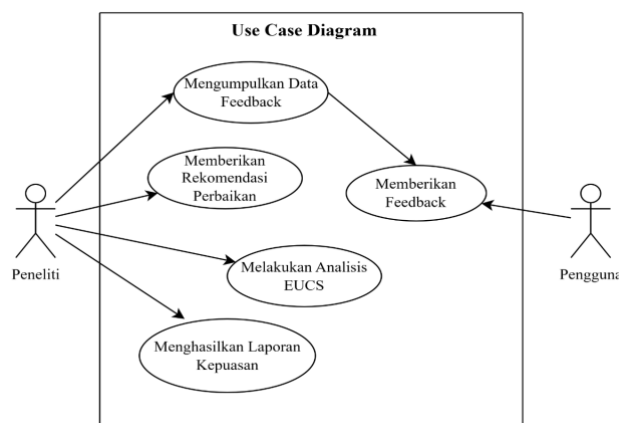 Use Case Diagram
Mengumpulkan Data
Feedback
Memberikan
Rekomendasi
Perbaikan
Memberikan
Feedback
Peneliti
Pengguna
Melakukan Analisis
EUCS
Menghasilkan Laporan
Kepuasan